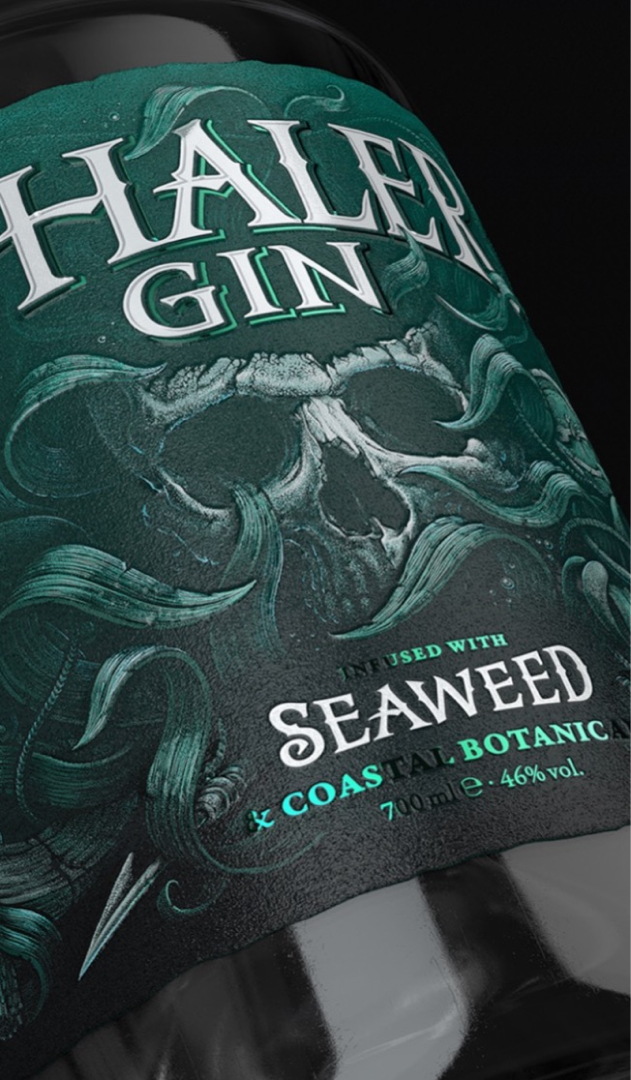 HALER
GIN
INFUSED WITH
SEAWEED
& COASTAL BOTANICA
700 ml ℮ · 46% vol.